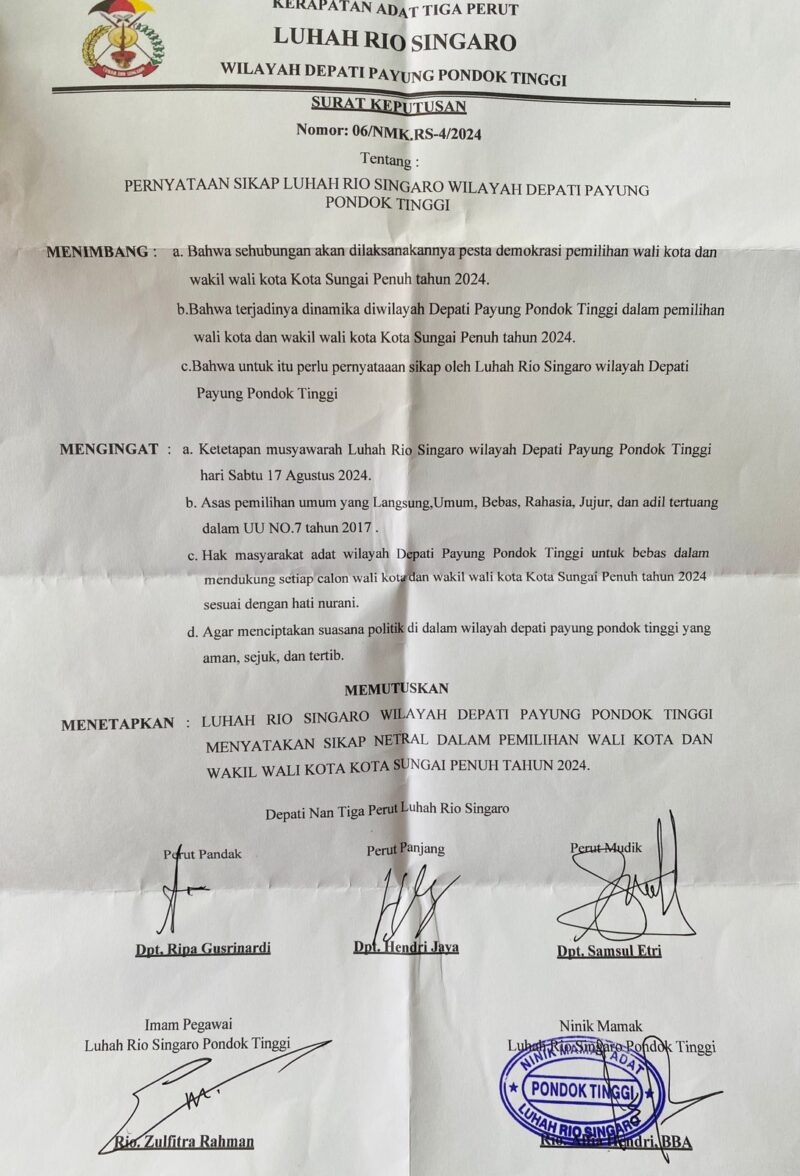 KERAPATAN ADAT TIGA PERUT
LUHAH RIO SINGARO
WILAYAH DEPATI PAYUNG PONDOK TINGGI
SURAT KEPUTUSAN
Nomor: 06/NMK.RS-4/2024
Tentang :
PERNYATAAN SIKAP LUHAH RIO SINGARO WILAYAH DEPATI PAYUNG
PONDOK TINGGI
MENIMBANG : a. Bahwa sehubungan akan dilaksanakannya pesta demokrasi pemilihan wali kota dan
wakil wali kota Kota Sungai Penuh tahun 2024.
b.Bahwa terjadinya dinamika diwilayah Depati Payung Pondok Tinggi dalam pemilihan
wali kota dan wakil wali kota Kota Sungai Penuh tahun 2024.
c.Bahwa untuk itu perlu pernyataaan sikap oleh Luhah Rio Singaro wilayah Depati
Payung Pondok Tinggi
MENGINGAT : a. Ketetapan musyawarah Luhah Rio Singaro wilayah Depati Payung Pondok Tinggi
hari Sabtu 17 Agustus 2024.
b. Asas pemilihan umum yang Langsung,Umum, Bebas, Rahasia, Jujur, dan adil tertuang
dalam UU NO.7 tahun 2017 .
c. Hak masyarakat adat wilayah Depati Payung Pondok Tinggi untuk bebas dalam
mendukung setiap calon wali kota dan wakil wali kota Kota Sungai Penuh tahun 2024
sesuai dengan hati nurani.
d. Agar menciptakan suasana politik di dalam wilayah depati payung pondok tinggi yang
aman, sejuk, dan tertib.
MEMUTUSKAN
MENETAPKAN : LUHAH RIO SINGARO WILAYAH DEPATI PAYUNG PONDOK TINGGI
MENYATAKAN SIKAP NETRAL DALAM PEMILIHAN WALI KOTA DAN
WAKIL WALI KOTA KOTA SUNGAI PENUH TAHUN 2024.
Depati Nan Tiga Perut Luhah Rio Singaro
Perut Pandak Perut Panjang Perut Mudik
Dpt. Ripa Gusrinardi Dpt. Hendri Jaya Dpt. Samsul Etri
Imam Pegawai Ninik Mamak
Luhah Rio Singaro Pondok Tinggi Luhah Rio Singaro Pondok Tinggi
NINIK MAMAK ADAT
PONDOK TINGGI
LUHAH RIO SINGARO
Rio. Zulfitra Rahman Rio. Hendri. BBA